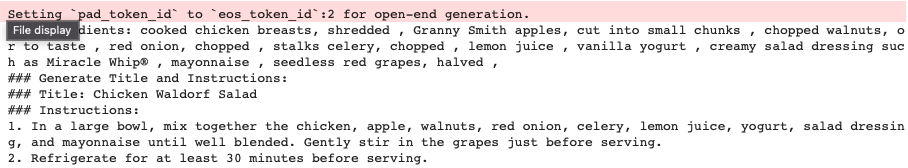 Setting `pad_token_id` to `eos_token_id`:2 for open-end generation.
File display
dients: cooked chicken breasts, shredded , Granny Smith apples, cut into small chunks , chopped walnuts, o
r to taste , red onion, chopped , stalks celery, chopped , lemon juice , vanilla yogurt , creamy salad dressing suc
h as Miracle Whip® , mayonnaise , seedless red grapes, halved ,
### Generate Title and Instructions:
### Title: Chicken Waldorf Salad
### Instructions:
1. In a large bowl, mix together the chicken, apple, walnuts, red onion, celery, lemon juice, yogurt, salad dressin
g, and mayonnaise until well blended. Gently stir in the grapes just before serving.
2. Refrigerate for at least 30 minutes before serving.